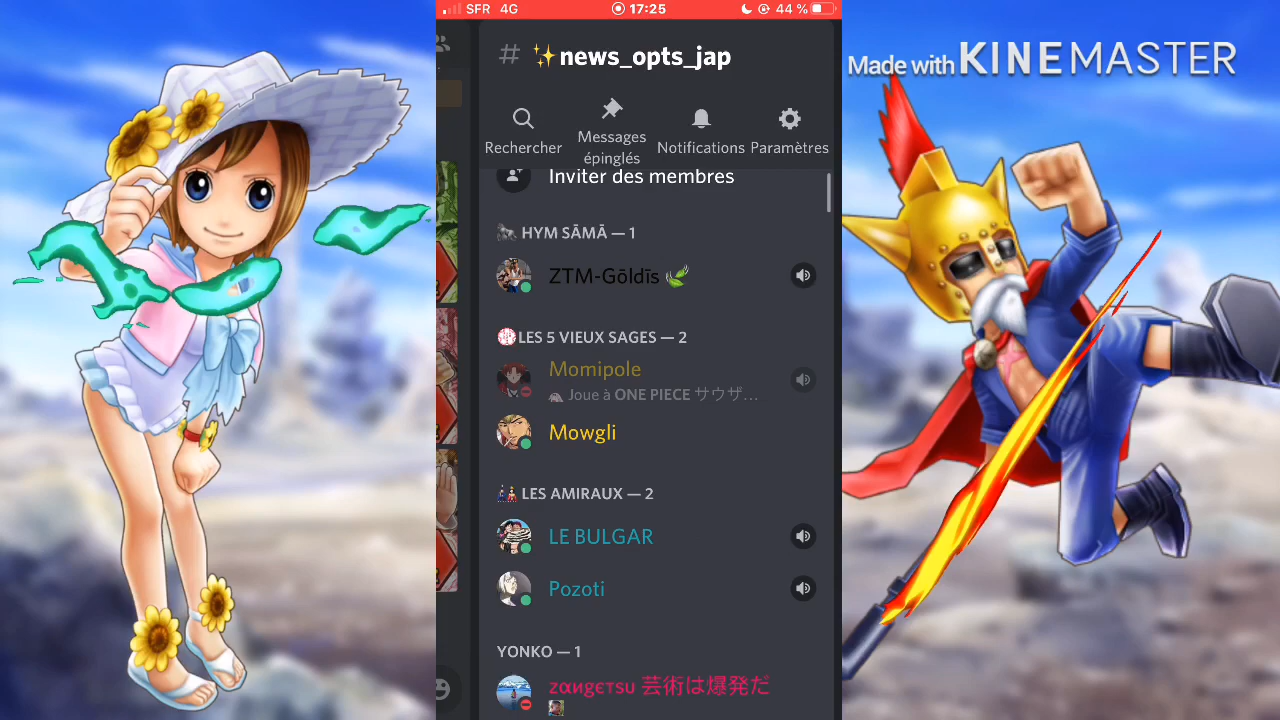 SFR 4G 17:25 44 %
Made with KINEMASTER
# ✨news_opts_jap
Rechercher
Messages
épinglés
Notifications
Paramètres
Inviter des membres
HYM SĀMĀ — 1
ZTM-Gōldīs 🌿
LES 5 VIEUX SAGES — 2
Momipole
Joue à ONE PIECE サウザ...
Mowgli
LES AMIRAUX — 2
LE BULGAR
Pozoti
YONKO — 1
zαиgєтѕυ 芸術は爆発だ